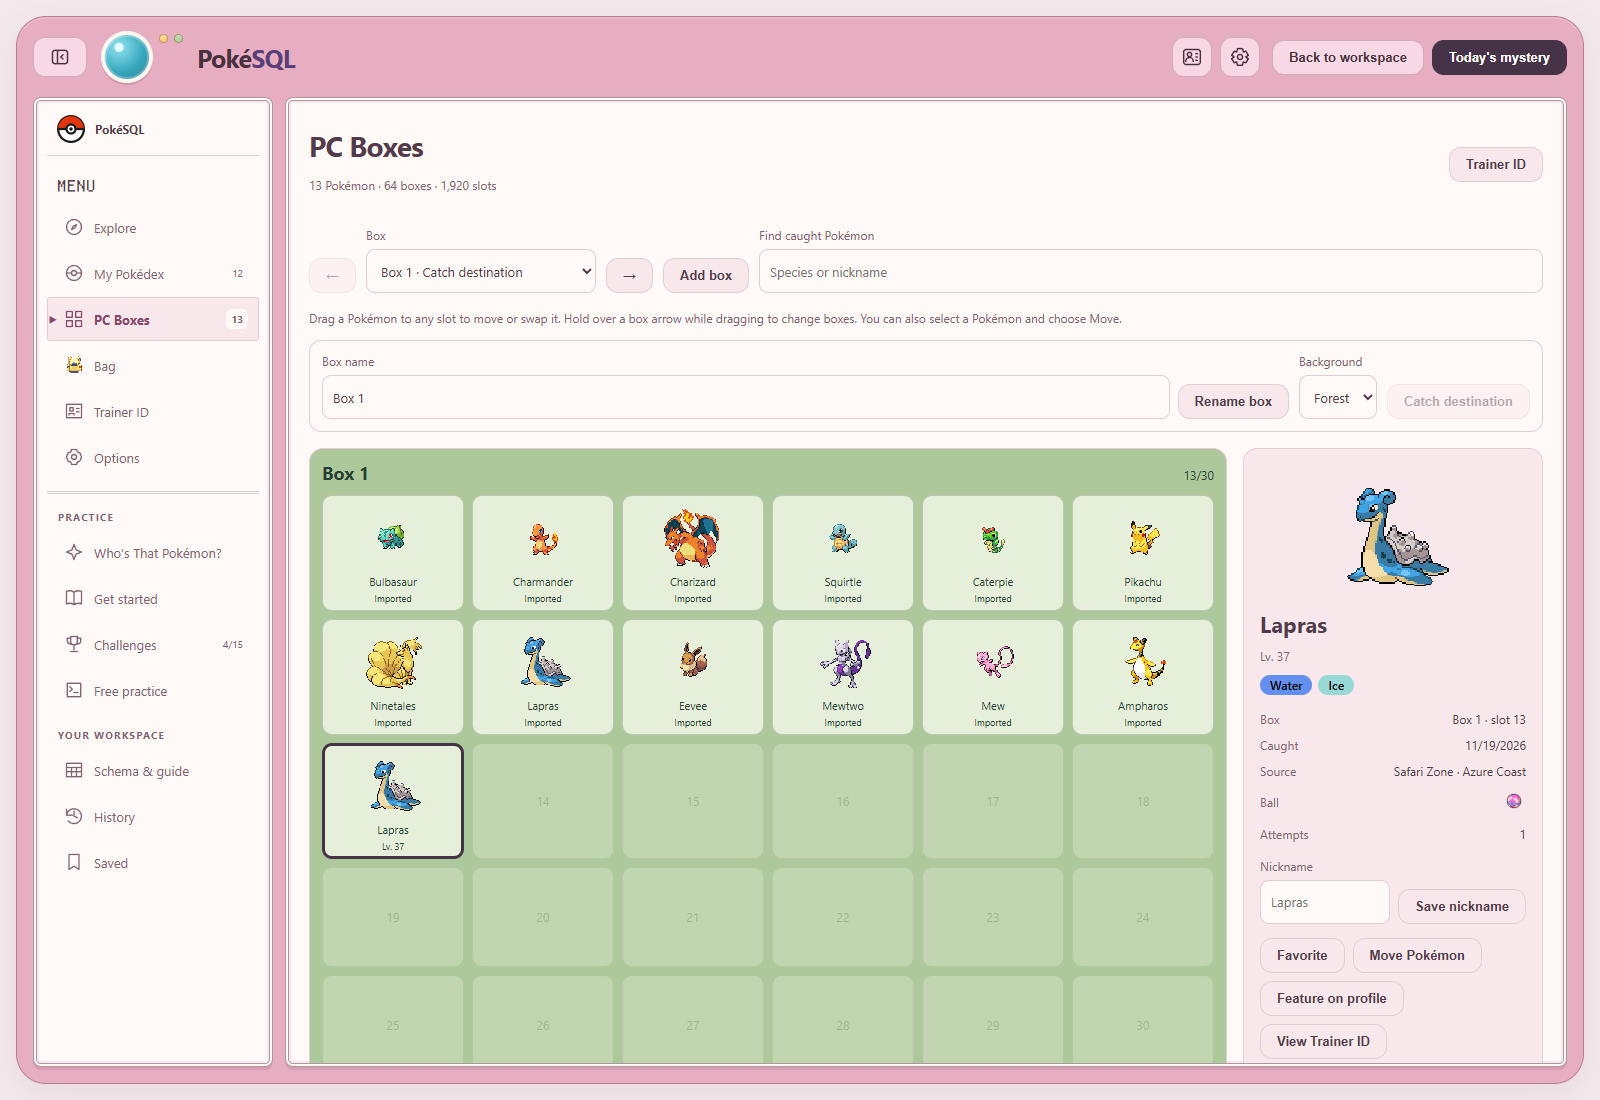 PokéSQL
Back to workspace
Today's mystery
PokéSQL
MENU
Explore
My Pokédex 12
PC Boxes 13
Bag
Trainer ID
Options
PRACTICE
Who's That Pokémon?
Get started
Challenges 4/15
Free practice
YOUR WORKSPACE
Schema & guide
History
Saved
PC Boxes
13 Pokémon · 64 boxes · 1,920 slots
Trainer ID
Box
Find caught Pokémon
←
Box 1 · Catch destination
→
Add box
Species or nickname
Drag a Pokémon to any slot to move or swap it. Hold over a box arrow while dragging to change boxes. You can also select a Pokémon and choose Move.
Box name
Background
Box 1
Rename box
Forest
Catch destination
Box 1
13/30
Bulbasaur
Imported
Charmander
Imported
Charizard
Imported
Squirtle
Imported
Caterpie
Imported
Pikachu
Imported
Ninetales
Imported
Lapras
Imported
Eevee
Imported
Mewtwo
Imported
Mew
Imported
Ampharos
Imported
Lapras
Lv. 37
14
15
16
17
18
19
20
21
22
23
24
25
26
27
28
29
30
Lapras
Lv. 37
Water
Ice
Box Box 1 · slot 13
Caught 11/19/2026
Source Safari Zone · Azure Coast
Ball
Attempts 1
Nickname
Lapras
Save nickname
Favorite
Move Pokémon
Feature on profile
View Trainer ID